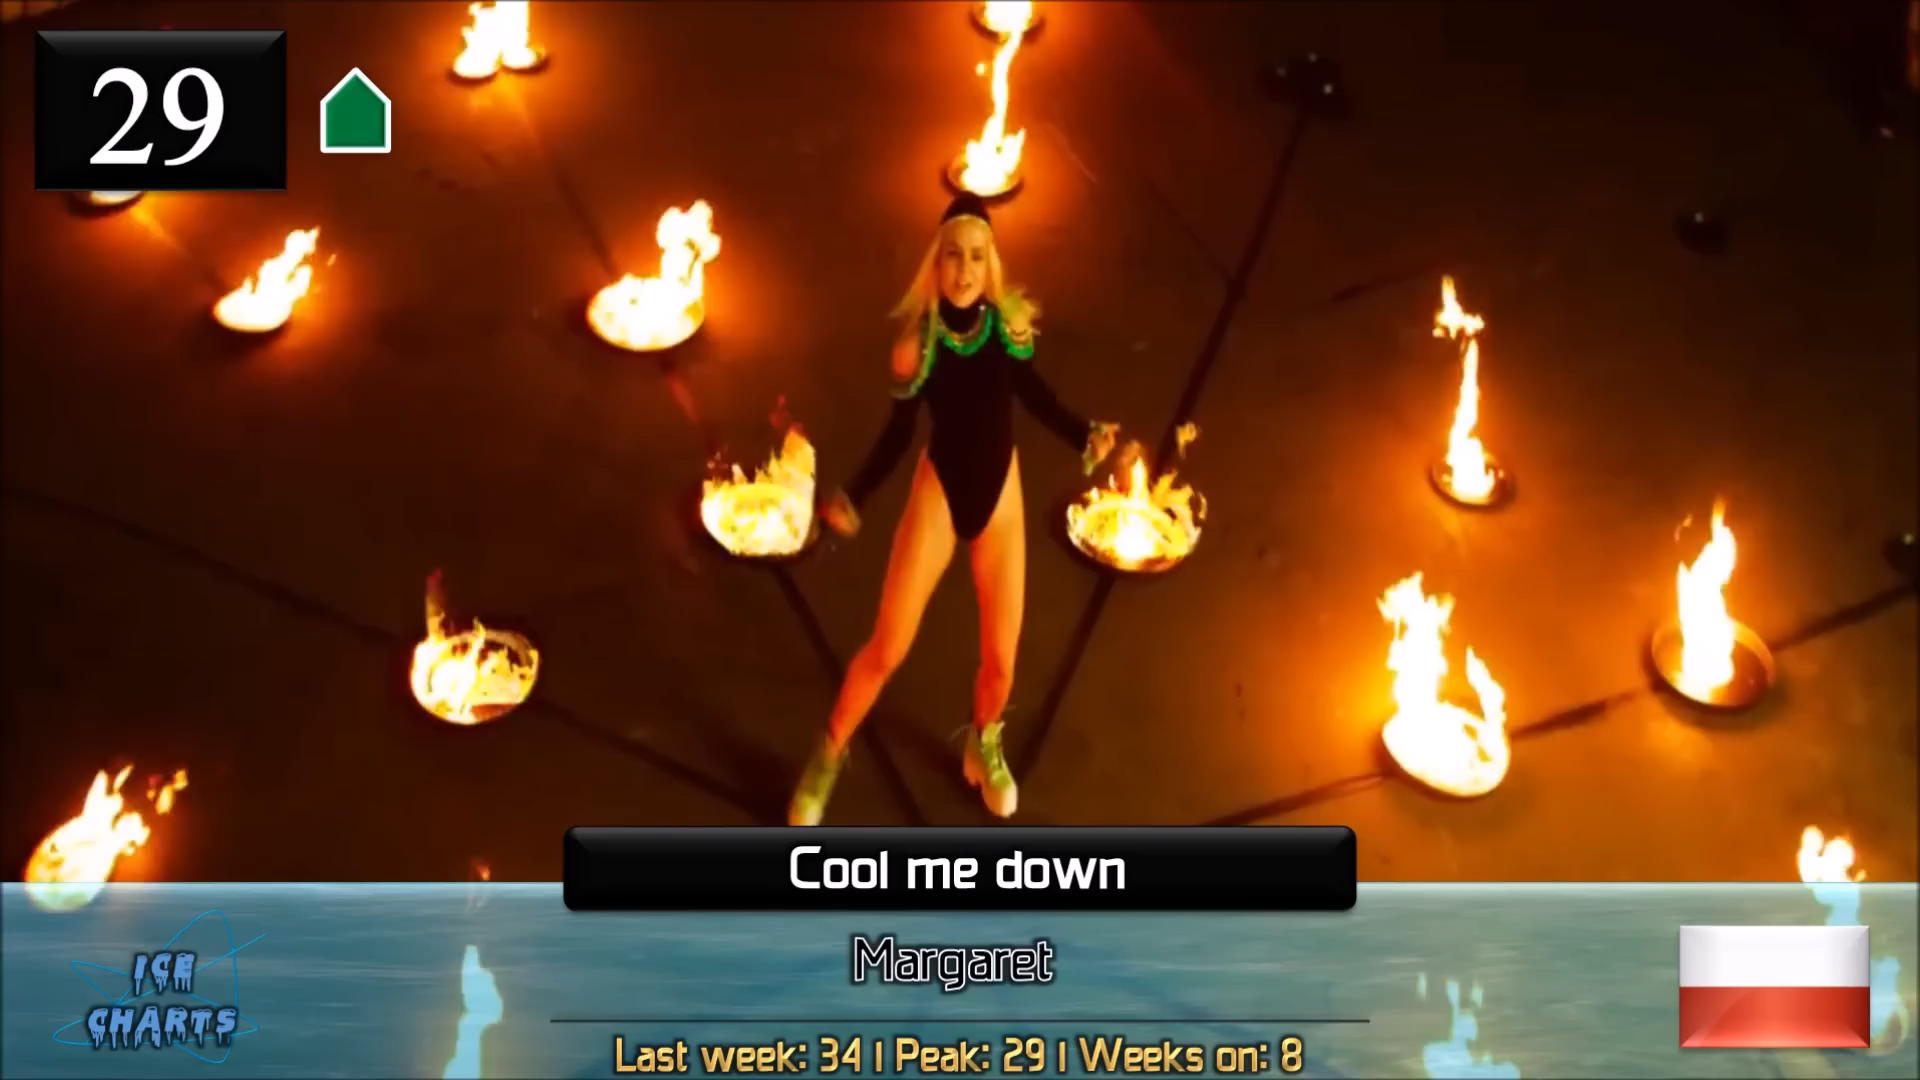 29
Cool me down
Margaret
ICE
CHARTS
Last week: 34 | Peak: 29 | Weeks on: 8